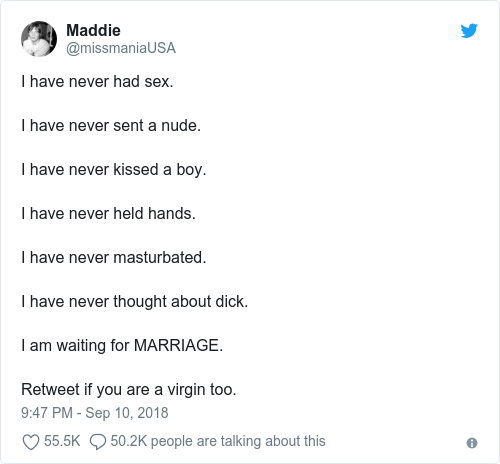 Maddie
@missmaniaUSA
I have never had sex.
I have never sent a nude.
I have never kissed a boy.
I have never held hands.
I have never masturbated.
I have never thought about dick.
I am waiting for MARRIAGE.
Retweet if you are a virgin too.
9:47 PM - Sep 10, 2018
55.5K 50.2K people are talking about this